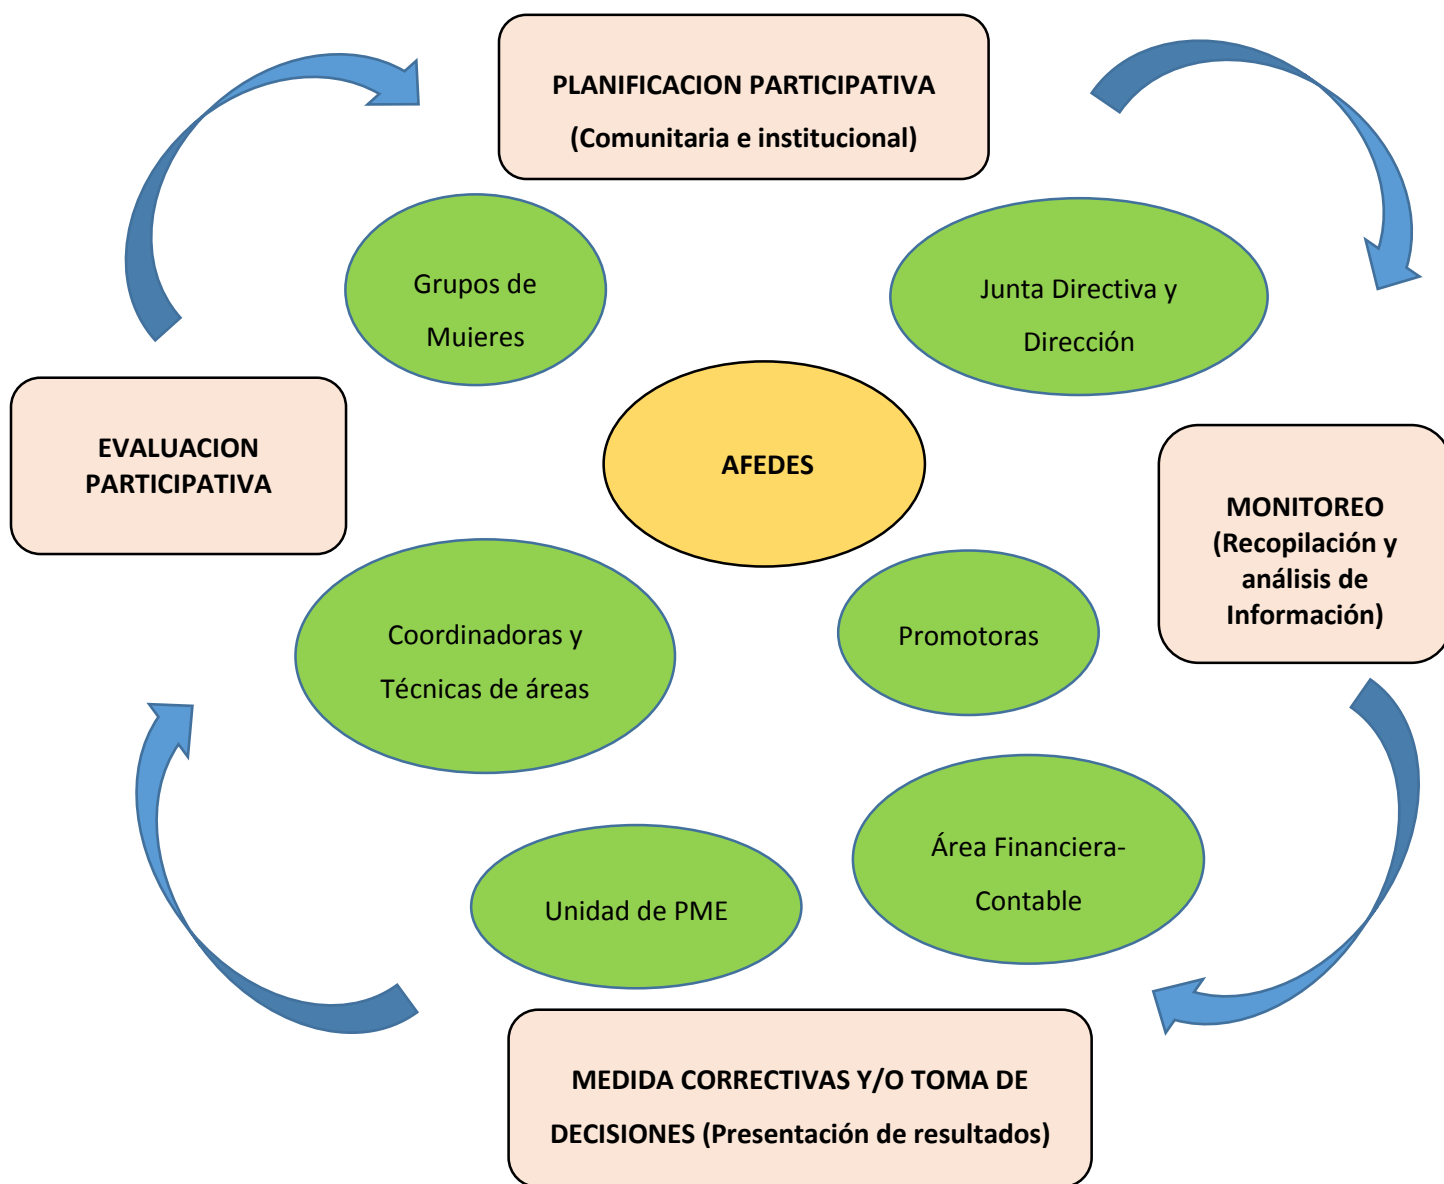 PLANIFICACION PARTICIPATIVA
(Comunitaria e institucional)
Grupos de
Mujeres
Junta Directiva y
Dirección
EVALUACION
PARTICIPATIVA
AFEDES
MONITOREO
(Recopilación y
análisis de
Información)
Coordinadoras y
Técnicas de áreas
Promotoras
Área Financiera-
Contable
Unidad de PME
MEDIDA CORRECTIVAS Y/O TOMA DE
DECISIONES (Presentación de resultados)